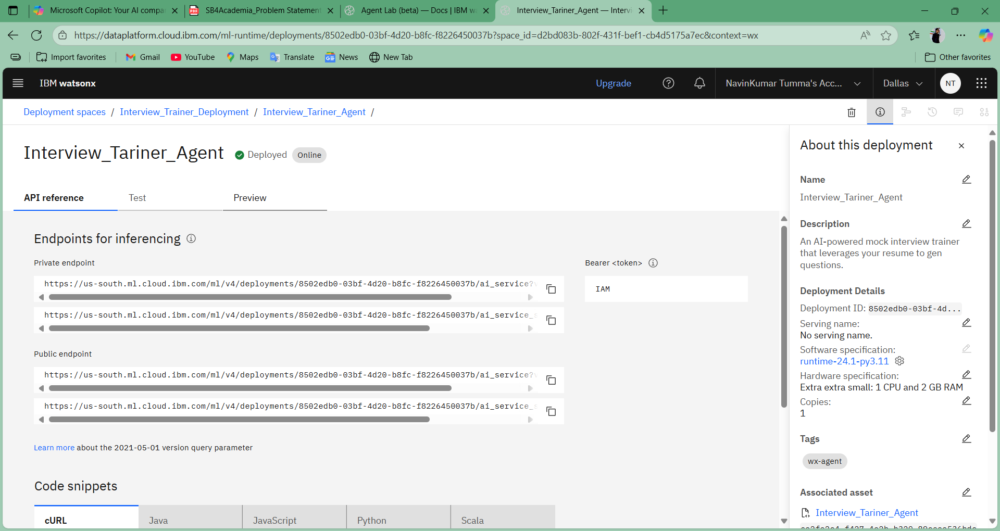 Microsoft Copilot: Your AI compa
SB4Academia_Problem Statement
Agent Lab (beta) — Docs | IBM w
Interview_Tariner_Agent — Intervi
https://dataplatform.cloud.ibm.com/ml-runtime/deployments/8502edb0-03bf-4d20-b8fc-f8226450037b?space_id=d2bd083b-802f-431f-bef1-cb4d5175a7ec&context=wx
Import favorites
Gmail
YouTube
Maps
Translate
News
New Tab
Other favorites
IBM watsonx
Upgrade
NavinKumar Tumma's Acc...
Dallas
NT
Deployment spaces / Interview_Trainer_Deployment / Interview_Tariner_Agent /
Interview_Tariner_Agent
Deployed
Online
API reference
Test
Preview
Endpoints for inferencing
Private endpoint
https://us-south.ml.cloud.ibm.com/ml/v4/deployments/8502edb0-03bf-4d20-b8fc-f8226450037b/ai_service?v
https://us-south.ml.cloud.ibm.com/ml/v4/deployments/8502edb0-03bf-4d20-b8fc-f8226450037b/ai_service_s
Bearer <token>
IAM
Public endpoint
https://us-south.ml.cloud.ibm.com/ml/v4/deployments/8502edb0-03bf-4d20-b8fc-f8226450037b/ai_service?v
https://us-south.ml.cloud.ibm.com/ml/v4/deployments/8502edb0-03bf-4d20-b8fc-f8226450037b/ai_service_s
Learn more about the 2021-05-01 version query parameter
Code snippets
cURL
Java
JavaScript
Python
Scala
About this deployment
Name
Interview_Tariner_Agent
Description
An AI-powered mock interview trainer
that leverages your resume to gen
questions.
Deployment Details
Deployment ID: 8502edb0-03bf-4d...
Serving name:
No serving name.
Software specification:
runtime-24.1-py3.11
Hardware specification:
Extra extra small: 1 CPU and 2 GB RAM
Copies:
1
Tags
wx-agent
Associated asset
Interview_Tariner_Agent